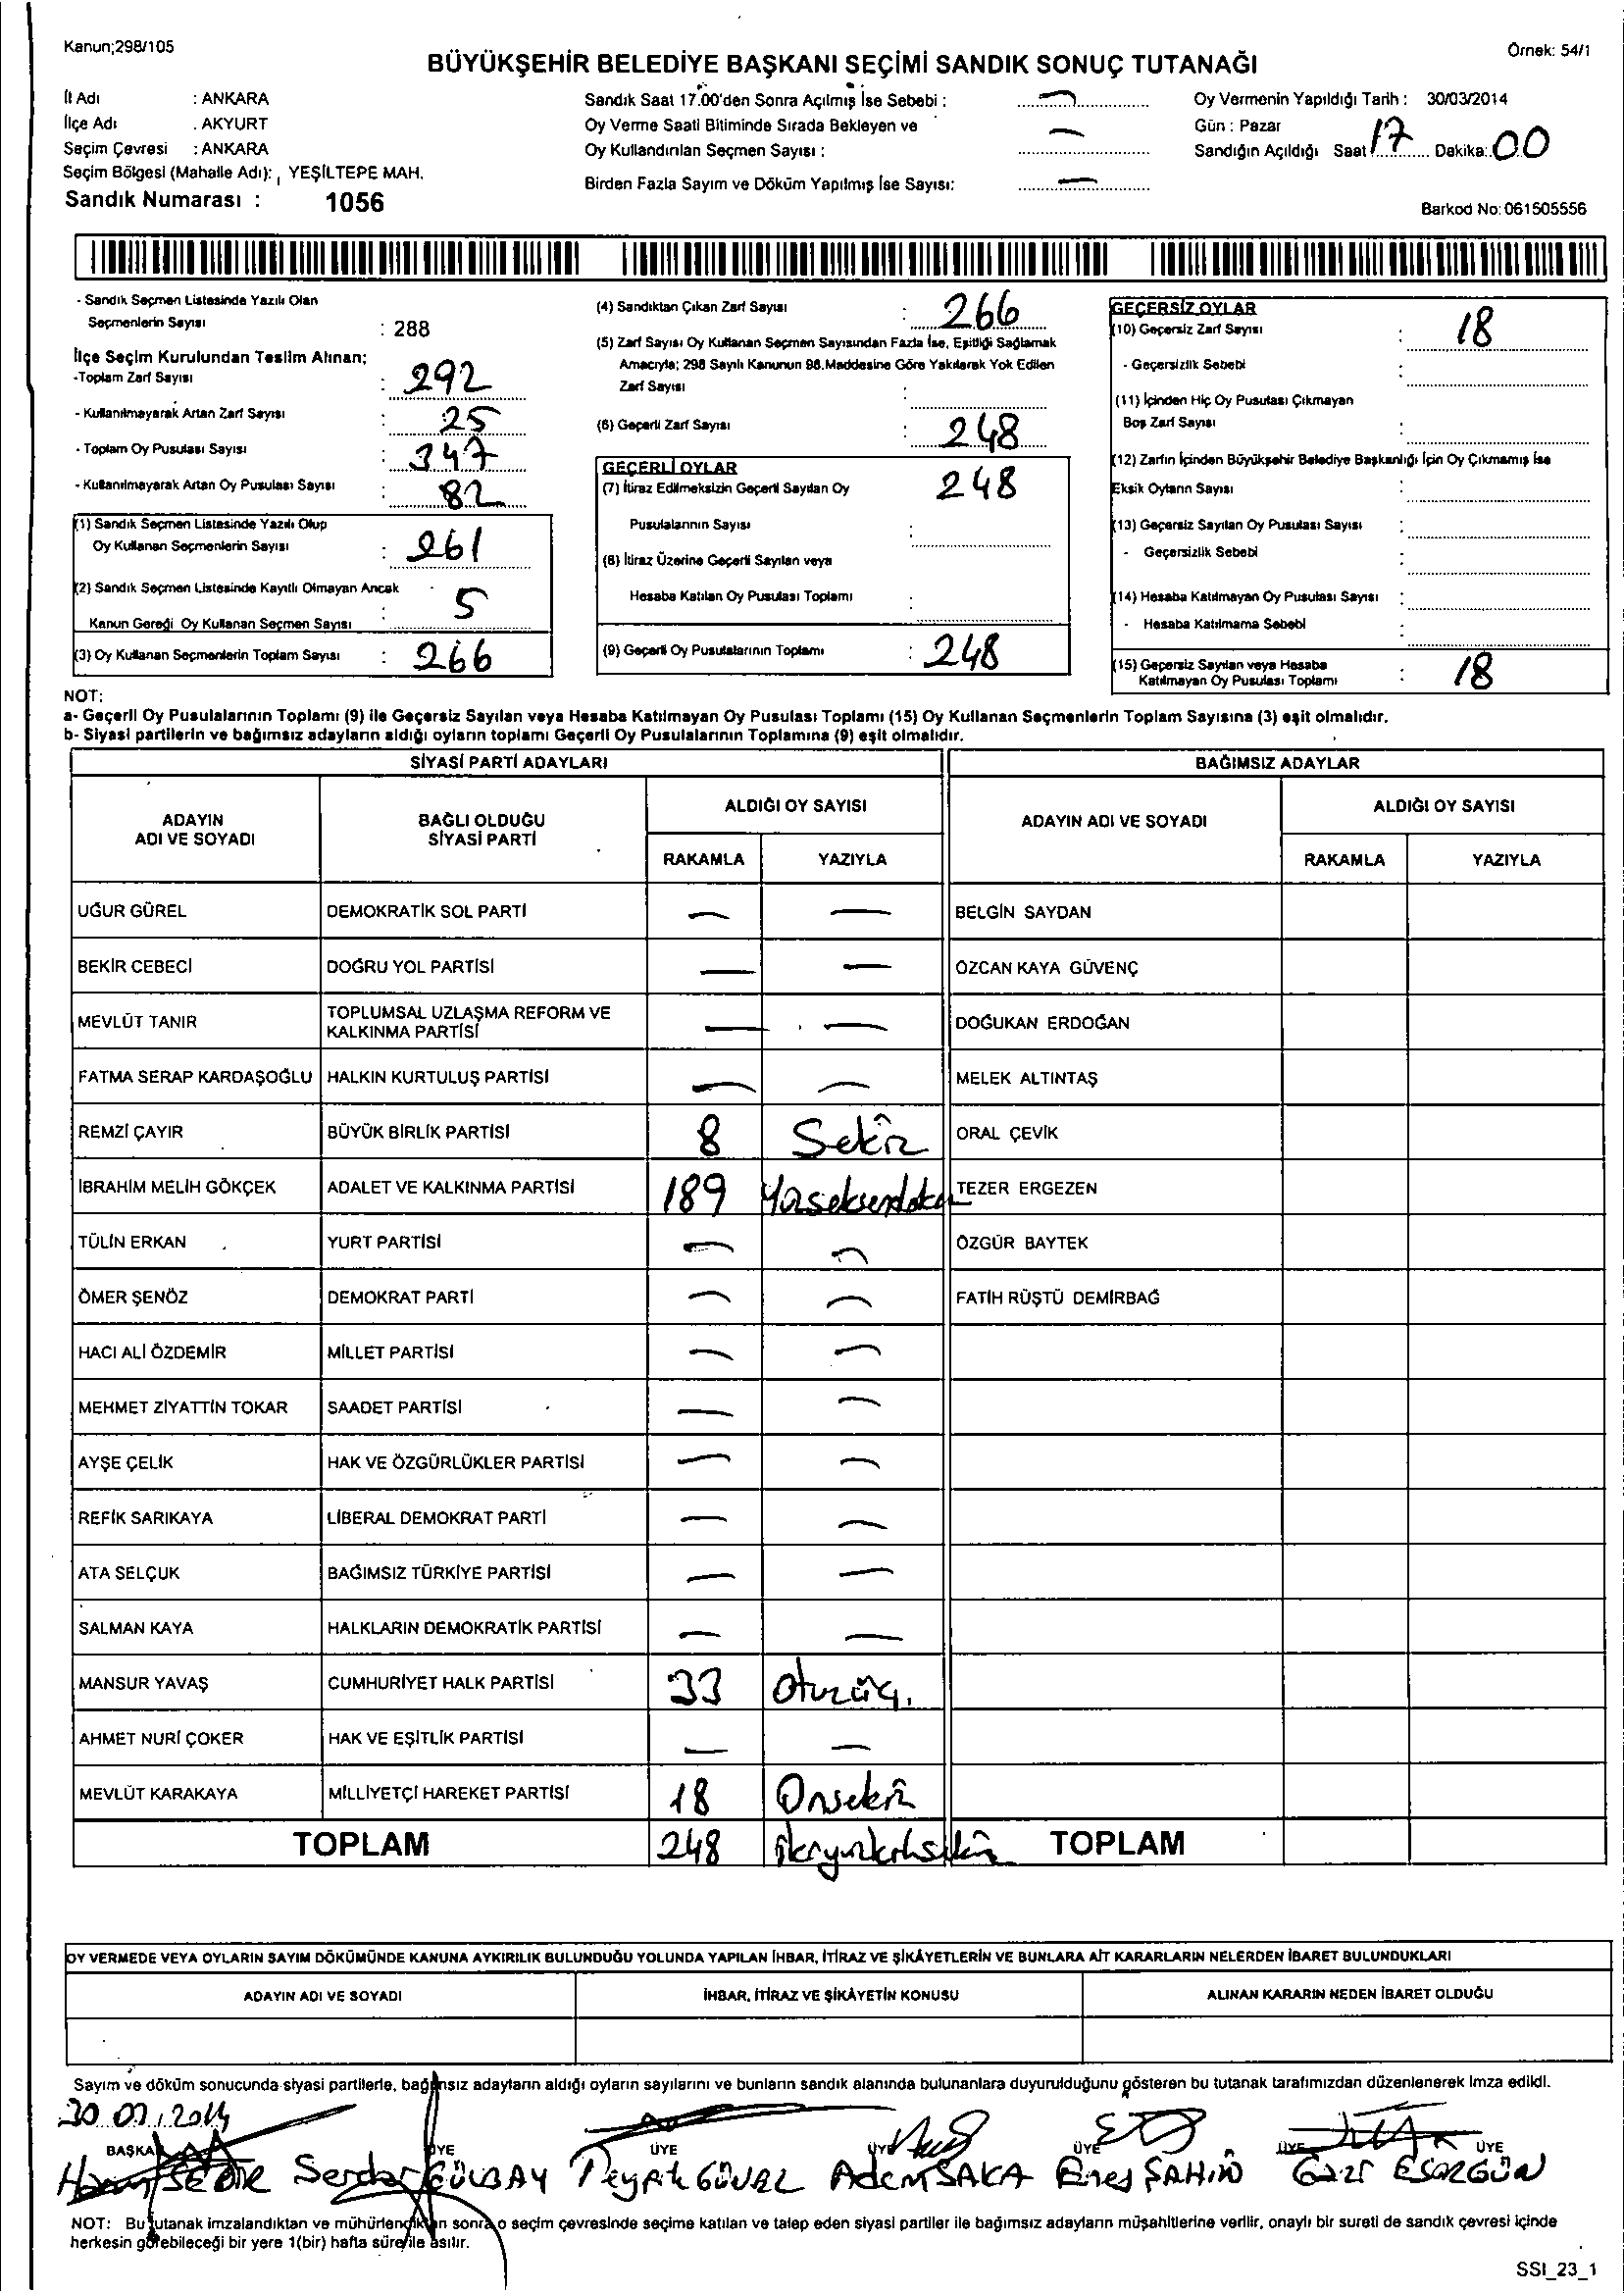 Kanun;298/105
Örnek: 54/1
BÜYÜKŞEHİR BELEDİYE BAŞKANI SEÇİMİ SANDIK SONUÇ TUTANAĞI
İl Adı : ANKARA
İlçe Adı . AKYURT
Seçim Çevresi : ANKARA
Seçim Bölgesi (Mahalle Adı): YEŞİLTEPE MAH.
Sandık Numarası : 1056
Sandık Saat 17.00'den Sonra Açılmış İse Sebebi : —
Oy Verme Saati Bitiminde Sırada Bekleyen ve
Oy Kullandırılan Seçmen Sayısı : —
Birden Fazla Sayım ve Döküm Yapılmış İse Sayısı: —
Oy Vermenin Yapıldığı Tarih : 30/03/2014
Gün : Pazar
Sandığın Açıldığı Saat 17 Dakika: 00
Barkod No: 061505556
- Sandık Seçmen Listesinde Yazılı Olan
Seçmenlerin Sayısı : 288
İlçe Seçim Kurulundan Teslim Alınan;
-Toplam Zarf Sayısı : 292
- Kullanılmayarak Artan Zarf Sayısı : 25
- Toplam Oy Pusulası Sayısı : 347
- Kullanılmayarak Artan Oy Pusulası Sayısı : 82
(1) Sandık Seçmen Listesinde Yazılı Olup
Oy Kullanan Seçmenlerin Sayısı : 261
(2) Sandık Seçmen Listesinde Kayıtlı Olmayan Ancak
Kanun Gereği Oy Kullanan Seçmen Sayısı : 5
(3) Oy Kullanan Seçmenlerin Toplam Sayısı : 266
(4) Sandıktan Çıkan Zarf Sayısı : 266
(5) Zarf Sayısı Oy Kullanan Seçmen Sayısından Fazla İse, Eşitliği Sağlamak
Amacıyla; 298 Sayılı Kanunun 98.Maddesine Göre Yakılarak Yok Edilen
Zarf Sayısı :
(6) Geçerli Zarf Sayısı : 248
GEÇERLİ OYLAR
(7) İtiraz Edilmeksizin Geçerli Sayılan Oy 248
Pusulalarının Sayısı :
(8) İtiraz Üzerine Geçerli Sayılan veya
Hesaba Katılan Oy Pusulası Toplamı :
(9) Geçerli Oy Pusulalarının Toplamı : 248
GEÇERSİZ OYLAR
(10) Geçersiz Zarf Sayısı : 18
- Geçersizlik Sebebi :
(11) İçinden Hiç Oy Pusulası Çıkmayan
Boş Zarf Sayısı :
(12) Zarfın İçinden Büyükşehir Belediye Başkanlığı İçin Oy Çıkmamış İse
Eksik Oyların Sayısı :
(13) Geçersiz Sayılan Oy Pusulası Sayısı :
- Geçersizlik Sebebi :
(14) Hesaba Katılmayan Oy Pusulası Sayısı :
- Hesaba Katılmama Sebebi :
(15) Geçersiz Sayılan veya Hesaba
Katılmayan Oy Pusulası Toplamı : 18
NOT:
a- Geçerli Oy Pusulalarının Toplamı (9) ile Geçersiz Sayılan veya Hesaba Katılmayan Oy Pusulası Toplamı (15) Oy Kullanan Seçmenlerin Toplam Sayısına (3) eşit olmalıdır.
b- Siyasi partilerin ve bağımsız adayların aldığı oyların toplamı Geçerli Oy Pusulalarının Toplamına (9) eşit olmalıdır.
SİYASİ PARTİ ADAYLARI BAĞIMSIZ ADAYLAR
ADAYIN
ADI VE SOYADI
BAĞLI OLDUĞU
SİYASİ PARTİ
ALDIĞI OY SAYISI
RAKAMLA YAZIYLA
ADAYIN ADI VE SOYADI
ALDIĞI OY SAYISI
RAKAMLA YAZIYLA
UĞUR GÜREL DEMOKRATİK SOL PARTİ — — BELGİN SAYDAN
BEKİR CEBECİ DOĞRU YOL PARTİSİ — — ÖZCAN KAYA GÜVENÇ
MEVLÜT TANIR TOPLUMSAL UZLAŞMA REFORM VE
KALKINMA PARTİSİ — — DOĞUKAN ERDOĞAN
FATMA SERAP KARDAŞOĞLU HALKIN KURTULUŞ PARTİSİ — — MELEK ALTINTAŞ
REMZİ ÇAYIR BÜYÜK BİRLİK PARTİSİ 8 Sekiz ORAL ÇEVİK
İBRAHİM MELİH GÖKÇEK ADALET VE KALKINMA PARTİSİ 189 Yüzseksendokuz TEZER ERGEZEN
TÜLİN ERKAN YURT PARTİSİ — — ÖZGÜR BAYTEK
ÖMER ŞENÖZ DEMOKRAT PARTİ — — FATİH RÜŞTÜ DEMİRBAĞ
HACI ALİ ÖZDEMİR MİLLET PARTİSİ — —
MEHMET ZİYATTİN TOKAR SAADET PARTİSİ — —
AYŞE ÇELİK HAK VE ÖZGÜRLÜKLER PARTİSİ — —
REFİK SARIKAYA LİBERAL DEMOKRAT PARTİ — —
ATA SELÇUK BAĞIMSIZ TÜRKİYE PARTİSİ — —
SALMAN KAYA HALKLARIN DEMOKRATİK PARTİSİ — —
MANSUR YAVAŞ CUMHURİYET HALK PARTİSİ 33 Otuzüç.
AHMET NURİ ÇOKER HAK VE EŞİTLİK PARTİSİ — —
MEVLÜT KARAKAYA MİLLİYETÇİ HAREKET PARTİSİ 18 Onsekiz
TOPLAM 248 ikiyüzkırksekiz TOPLAM
OY VERMEDE VEYA OYLARIN SAYIM DÖKÜMÜNDE KANUNA AYKIRILIK BULUNDUĞU YOLUNDA YAPILAN İHBAR, İTİRAZ VE ŞİKÂYETLERİN VE BUNLARA AİT KARARLARIN NELERDEN İBARET BULUNDUKLARI
ADAYIN ADI VE SOYADI İHBAR, İTİRAZ VE ŞİKÂYETİN KONUSU ALINAN KARARIN NEDEN İBARET OLDUĞU
Sayım ve döküm sonucunda siyasi partilerle, bağımsız adayların aldığı oyların sayılarını ve bunların sandık alanında bulunanlara duyurulduğunu gösteren bu tutanak tarafımızdan düzenlenerek imza edildi.
30.03.2014
BAŞKAN ÜYE ÜYE ÜYE ÜYE ÜYE ÜYE
Serdar GÜLBAY GÜVEL Adem SAKA Enes ŞAHİN
NOT: Bu tutanak imzalandıktan ve mühürlendikten sonra o seçim çevresinde seçime katılan ve talep eden siyasi partiler ile bağımsız adayların müşahitlerine verilir, onaylı bir sureti de sandık çevresi içinde
herkesin görebileceği bir yere 1(bir) hafta süre ile asılır.
SSI_23_1